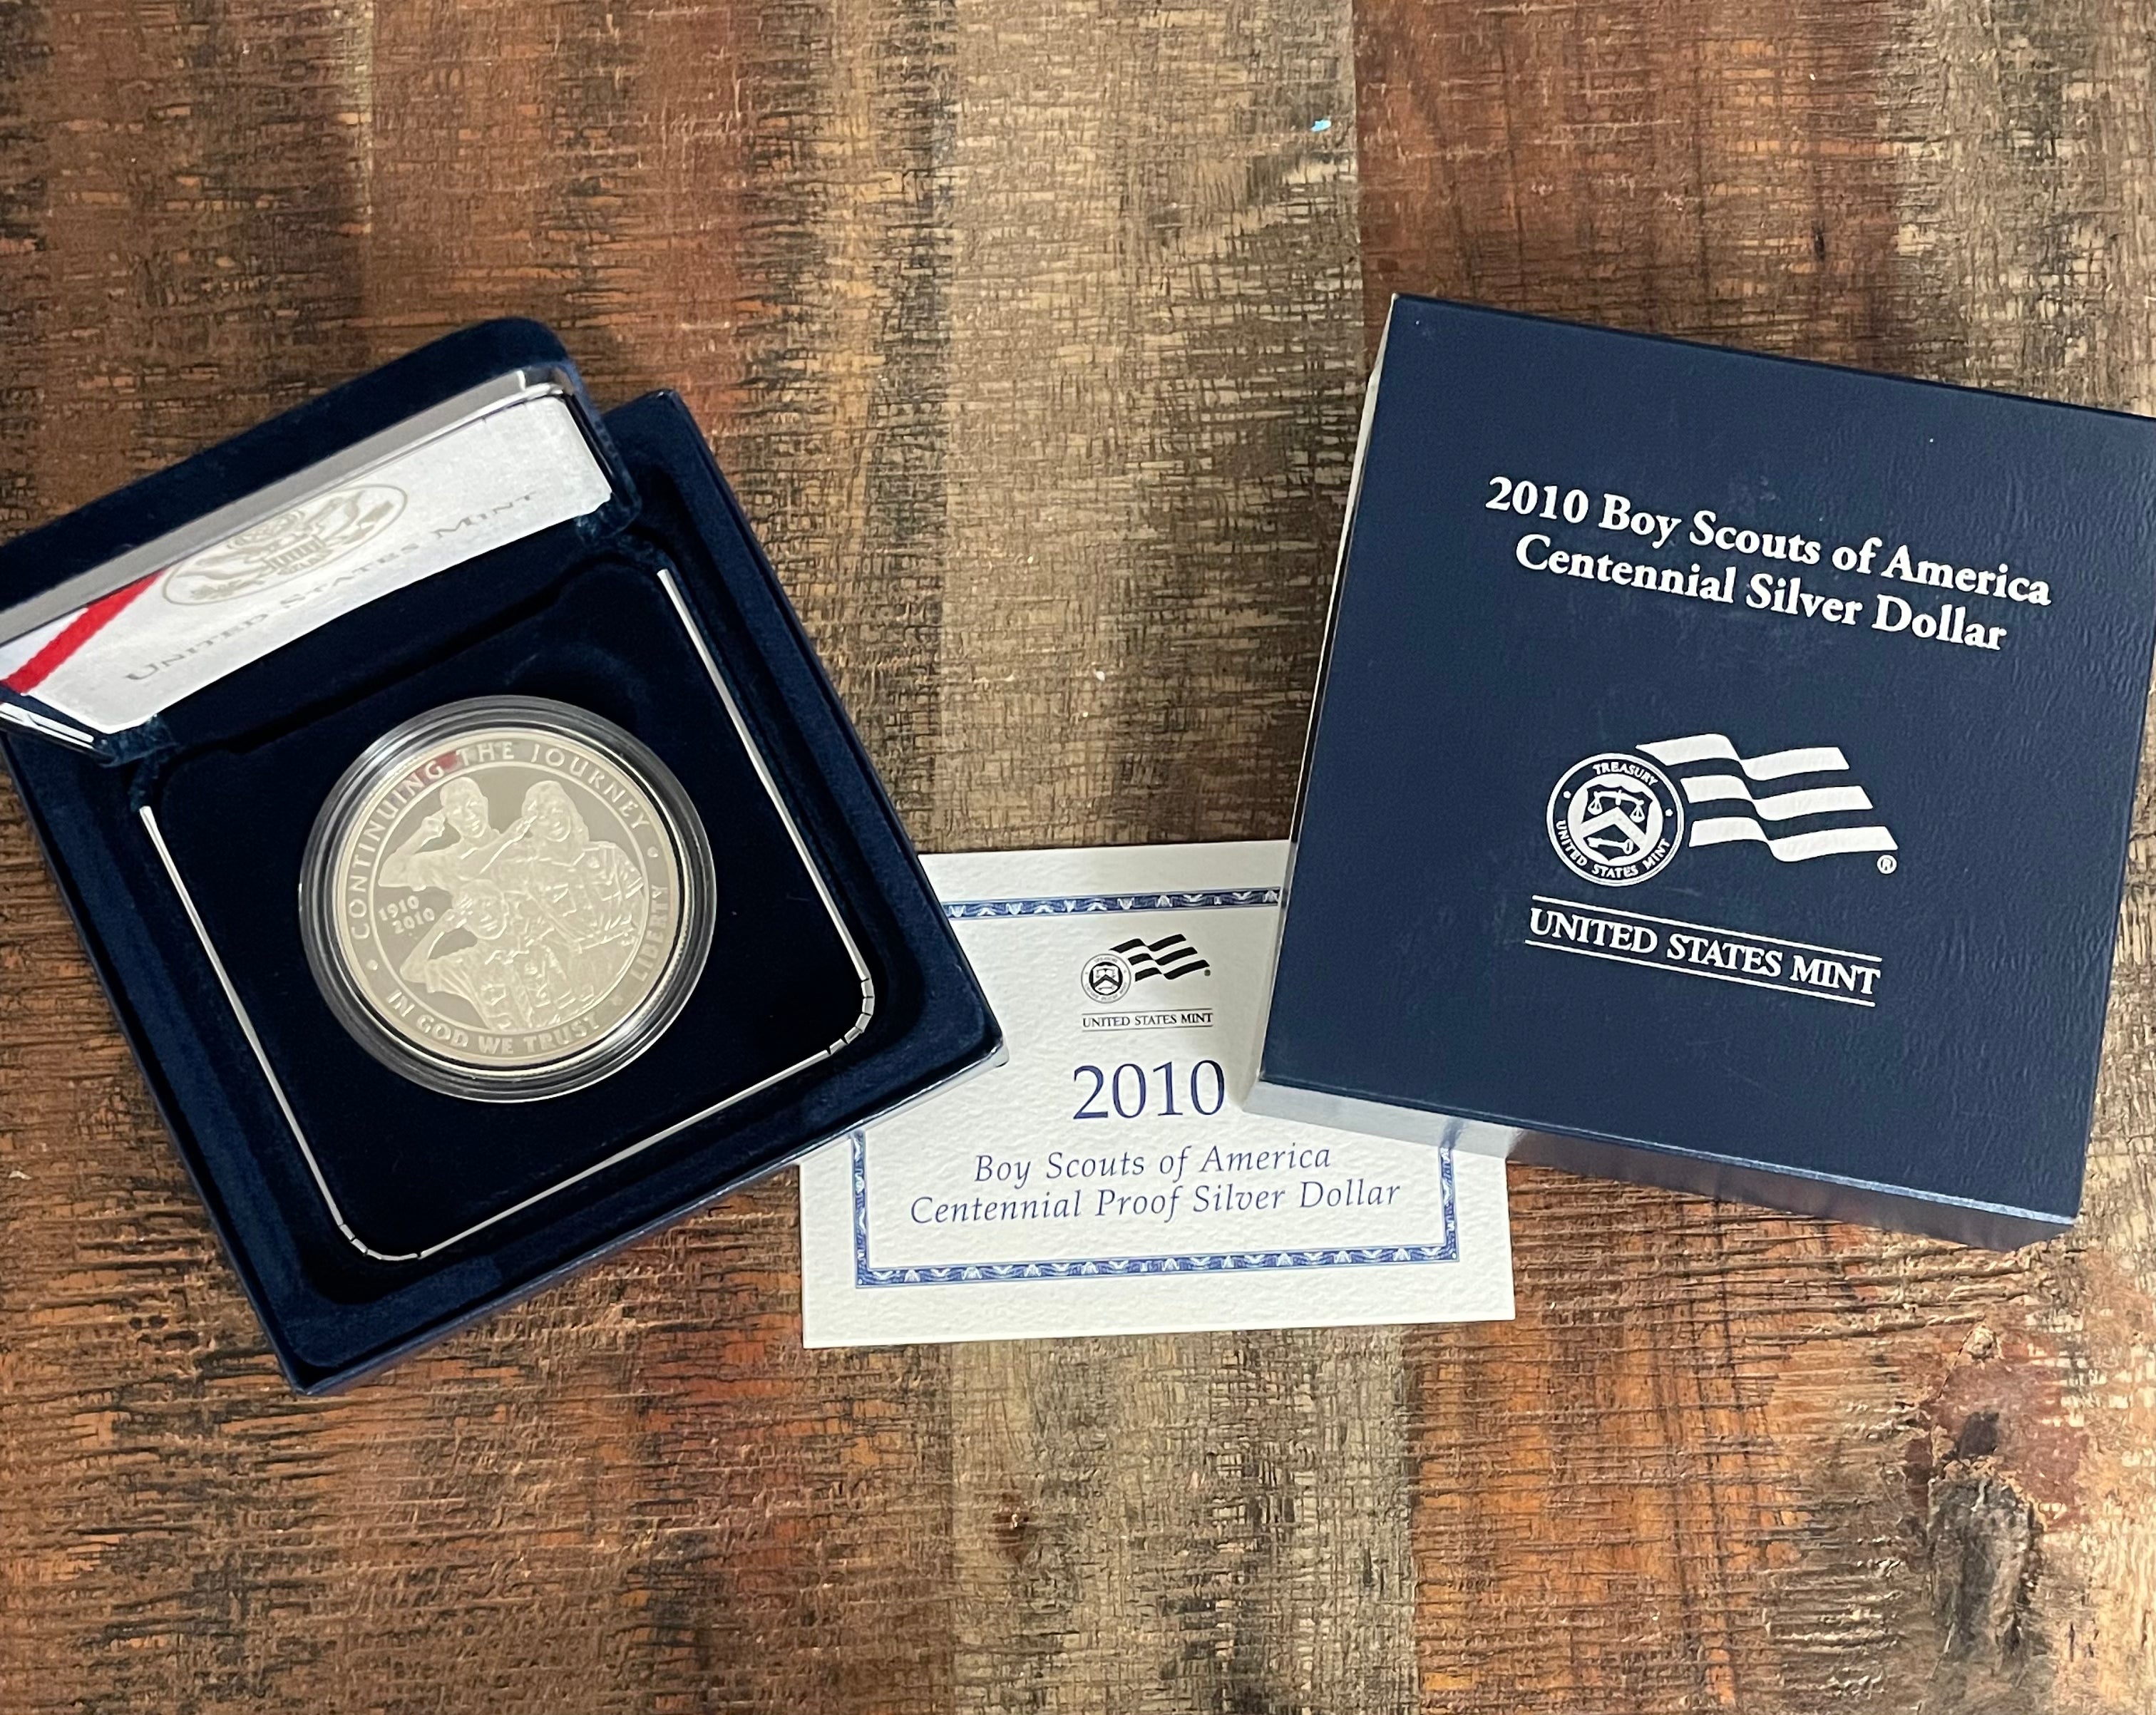 UNITED STATES MINT
CONTINUING THE JOURNEY
1910
2010
LIBERTY
IN GOD WE TRUST
UNITED STATES MINT
2010
Boy Scouts of America
Centennial Proof Silver Dollar
2010 Boy Scouts of America
Centennial Silver Dollar
TREASURY
UNITED STATES MINT
®
UNITED STATES MINT